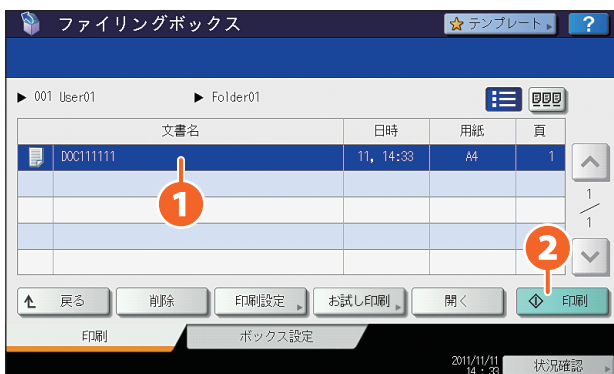 ファイリングボックス
テンプレート
?
001 User01 Folder01
文書名 日時 用紙 頁
DOC111111 11, 14:33 A4 1
1
1
1
2
戻る 削除 印刷設定 お試し印刷 開く 印刷
印刷 ボックス設定
2011/11/11
14:33
状況確認